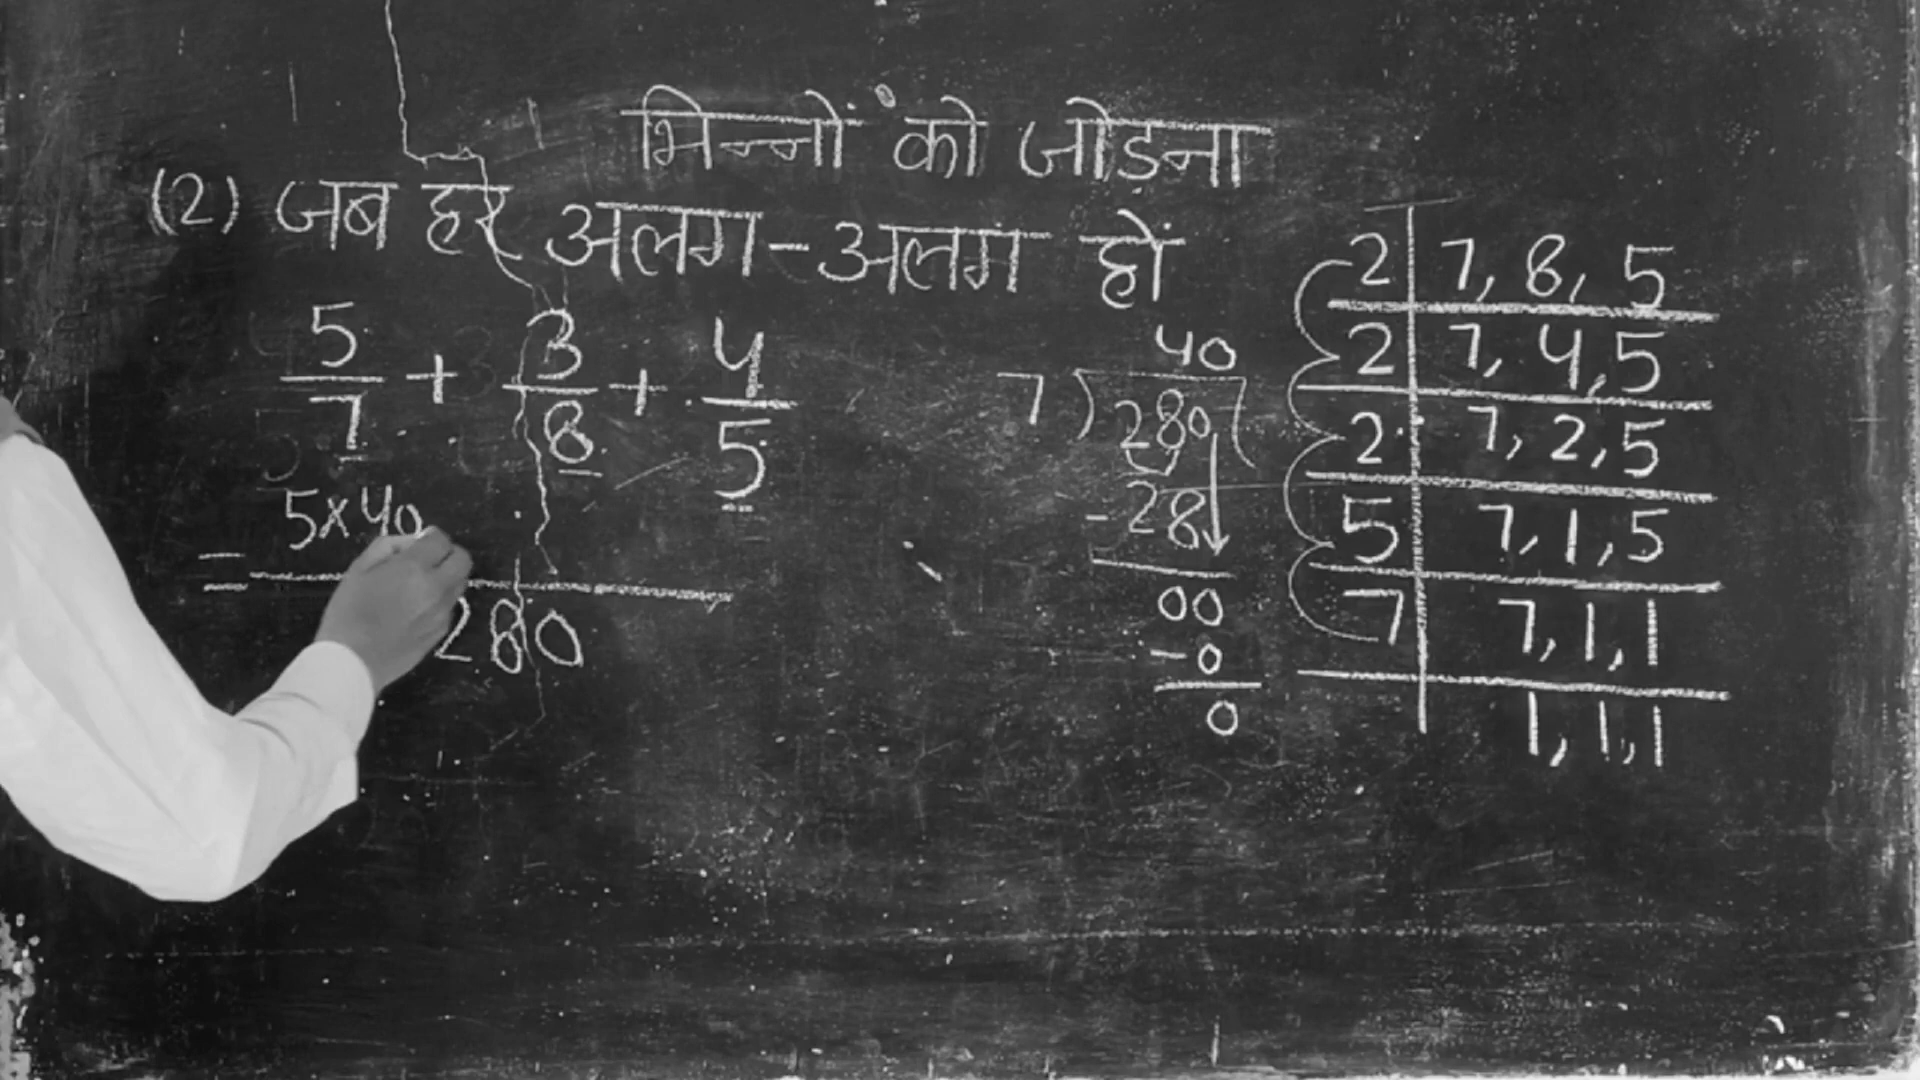 भिन्नों को जोड़ना
(2) जब हर अलग-अलग हों
5/7 + 3/8 + 4/5
= 5×40
280
40
7)280(
-28
00
-0
0
2 | 7, 8, 5
2 | 7, 4, 5
2 | 7, 2, 5
5 | 7, 1, 5
7 | 7, 1, 1
1, 1, 1